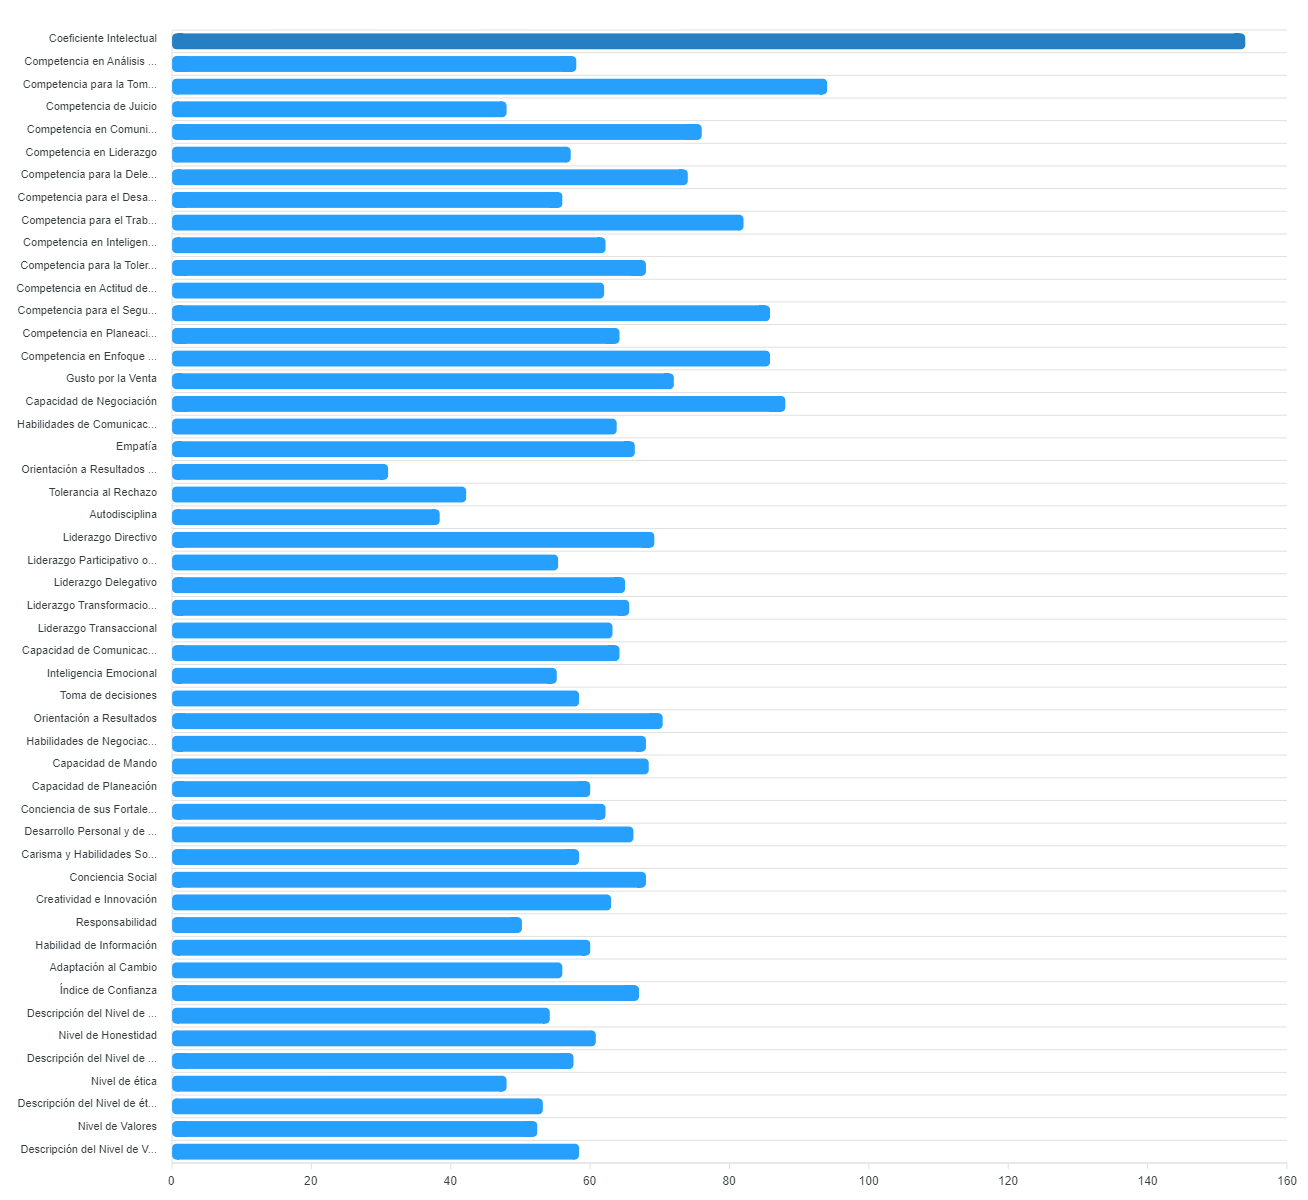 Coeficiente Intelectual
Competencia en Análisis ...
Competencia para la Tom...
Competencia de Juicio
Competencia en Comuni...
Competencia en Liderazgo
Competencia para la Dele...
Competencia para el Desa...
Competencia para el Trab...
Competencia en Inteligen...
Competencia para la Toler...
Competencia en Actitud de...
Competencia para el Segu...
Competencia en Planeaci...
Competencia en Enfoque ...
Gusto por la Venta
Capacidad de Negociación
Habilidades de Comunicac...
Empatía
Orientación a Resultados ...
Tolerancia al Rechazo
Autodisciplina
Liderazgo Directivo
Liderazgo Participativo o...
Liderazgo Delegativo
Liderazgo Transformacio...
Liderazgo Transaccional
Capacidad de Comunicac...
Inteligencia Emocional
Toma de decisiones
Orientación a Resultados
Habilidades de Negociac...
Capacidad de Mando
Capacidad de Planeación
Conciencia de sus Fortale...
Desarrollo Personal y de ...
Carisma y Habilidades So...
Conciencia Social
Creatividad e Innovación
Responsabilidad
Habilidad de Información
Adaptación al Cambio
Índice de Confianza
Descripción del Nivel de ...
Nivel de Honestidad
Descripción del Nivel de ...
Nivel de ética
Descripción del Nivel de ét...
Nivel de Valores
Descripción del Nivel de V...
0 20 40 60 80 100 120 140 160